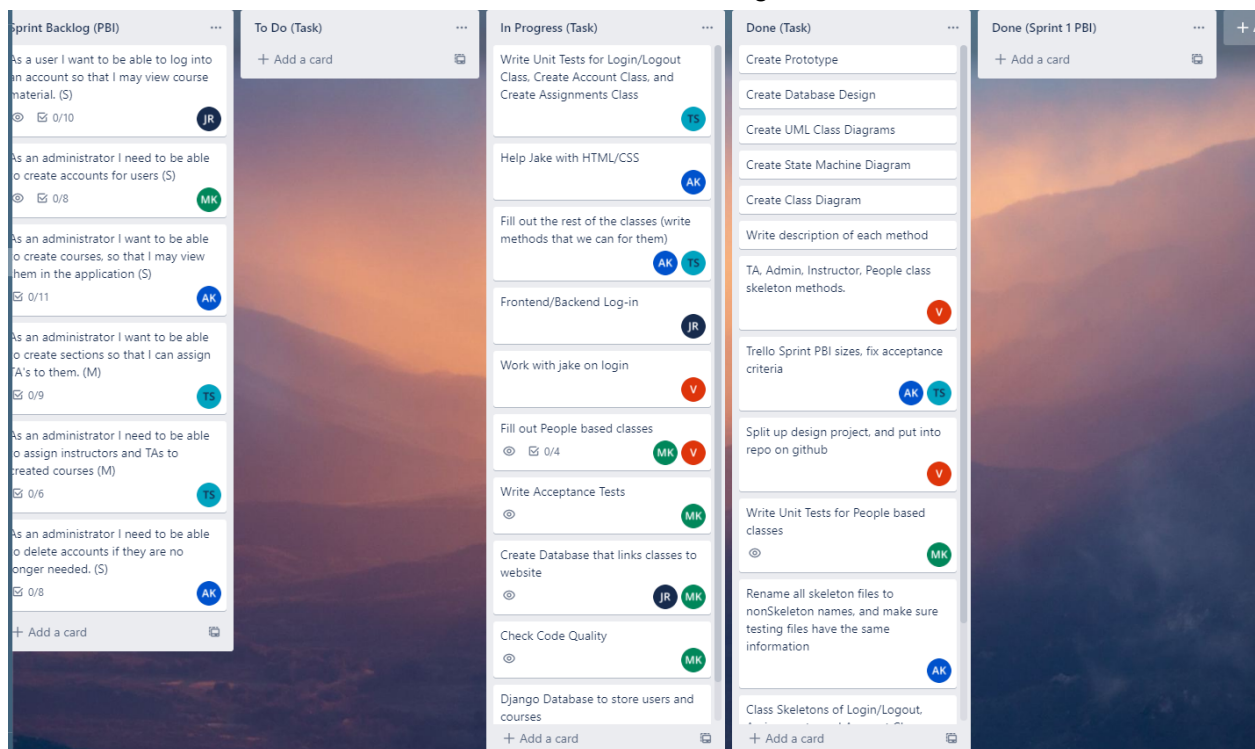 Sprint Backlog (PBI)
As a user I want to be able to log into
an account so that I may view course
material. (S)
0/10
JR
As an administrator I need to be able
o create accounts for users (S)
0/8
MK
As an administrator I want to be able
o create courses, so that I may view
them in the application (S)
0/11
AK
As an administrator I want to be able
o create sections so that I can assign
TA's to them. (M)
0/9
TS
As an administrator I need to be able
o assign instructors and TAs to
created courses (M)
0/6
TS
As an administrator I need to be able
o delete accounts if they are no
onger needed. (S)
0/8
AK
+ Add a card
To Do (Task)
+ Add a card
In Progress (Task)
Write Unit Tests for Login/Logout
Class, Create Account Class, and
Create Assignments Class
TS
Help Jake with HTML/CSS
AK
Fill out the rest of the classes (write
methods that we can for them)
AK TS
Frontend/Backend Log-in
JR
Work with jake on login
V
Fill out People based classes
0/4
MK V
Write Acceptance Tests
MK
Create Database that links classes to
website
JR MK
Check Code Quality
MK
Django Database to store users and
courses
+ Add a card
Done (Task)
Create Prototype
Create Database Design
Create UML Class Diagrams
Create State Machine Diagram
Create Class Diagram
Write description of each method
TA, Admin, Instructor, People class
skeleton methods.
V
Trello Sprint PBI sizes, fix acceptance
criteria
AK TS
Split up design project, and put into
repo on github
V
Write Unit Tests for People based
classes
MK
Rename all skeleton files to
nonSkeleton names, and make sure
testing files have the same
information
AK
Class Skeletons of Login/Logout,
+ Add a card
Done (Sprint 1 PBI)
+ Add a card
+ A